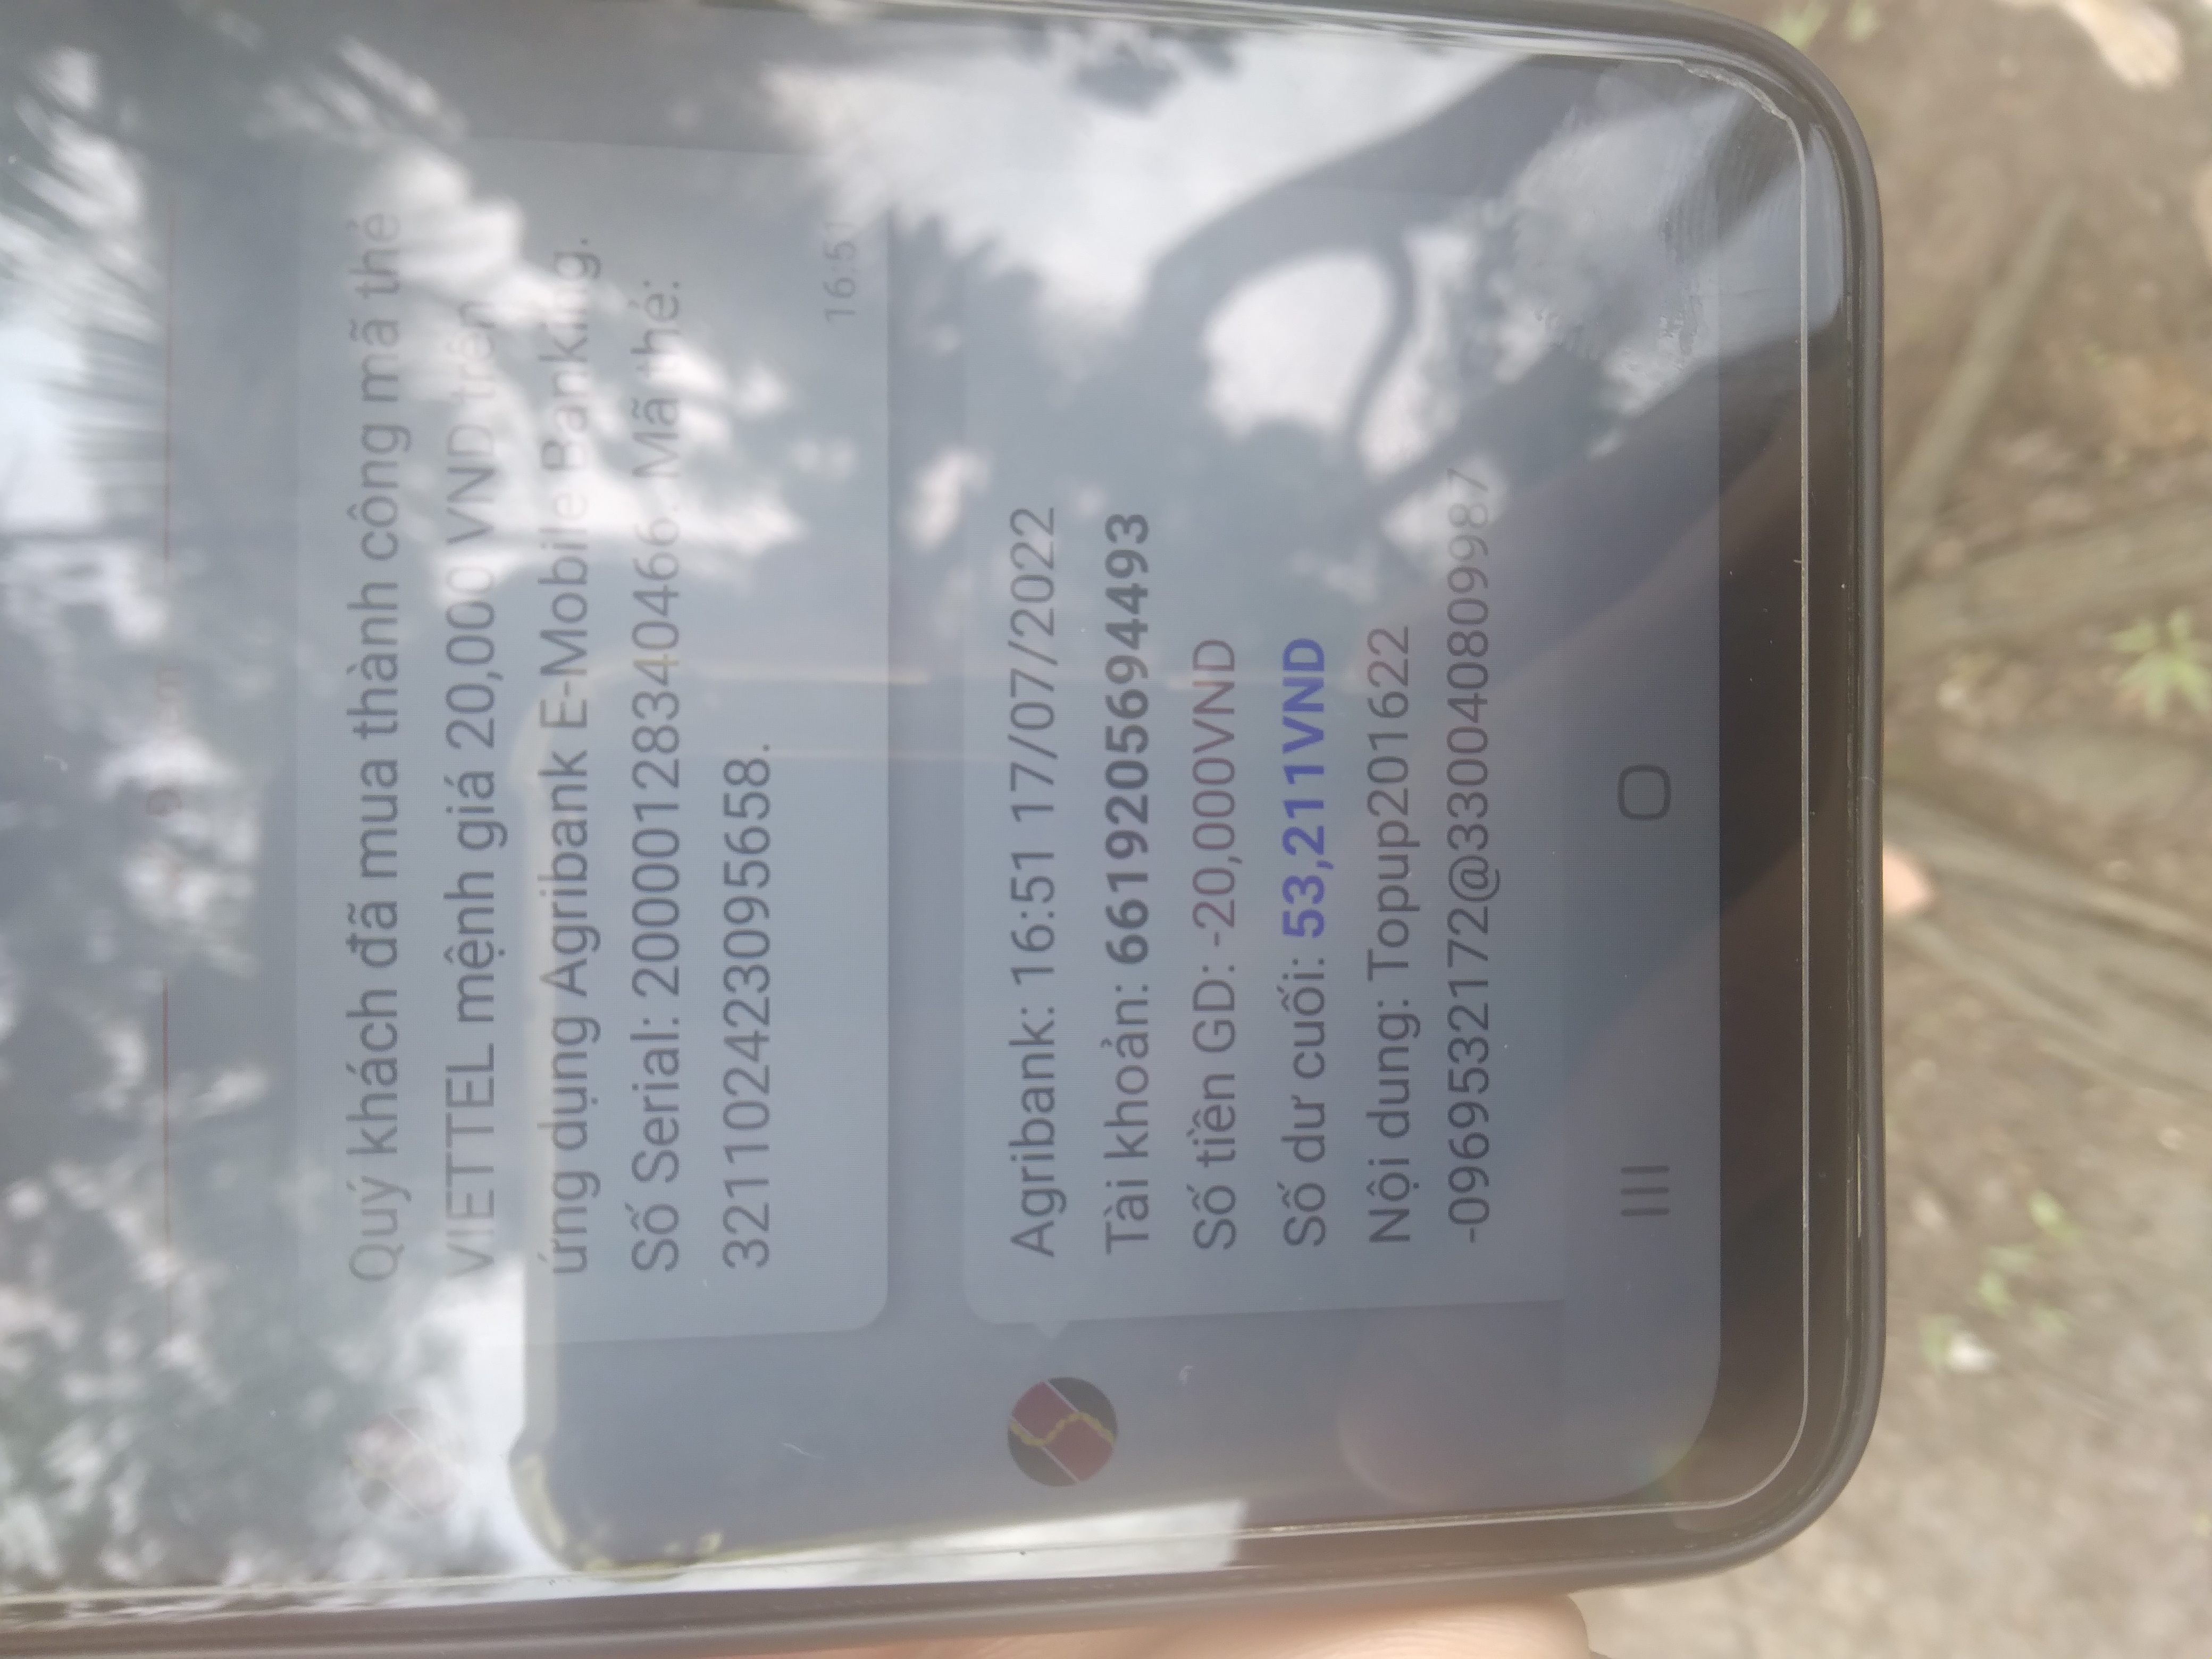 Quý khách đã mua thành công mã thẻ
VIETTEL mệnh giá 20,000 VND trên
ứng dụng Agribank E-Mobile Banking.
Số Serial: 20000128340466. Mã thẻ:
321102423095658.
16:51
Agribank: 16:51 17/07/2022
Tài khoản: 6619205694493
Số tiền GD: -20,000VND
Số dư cuối: 53,211VND
Nội dung: Topup201622
-0969532172@330040809987